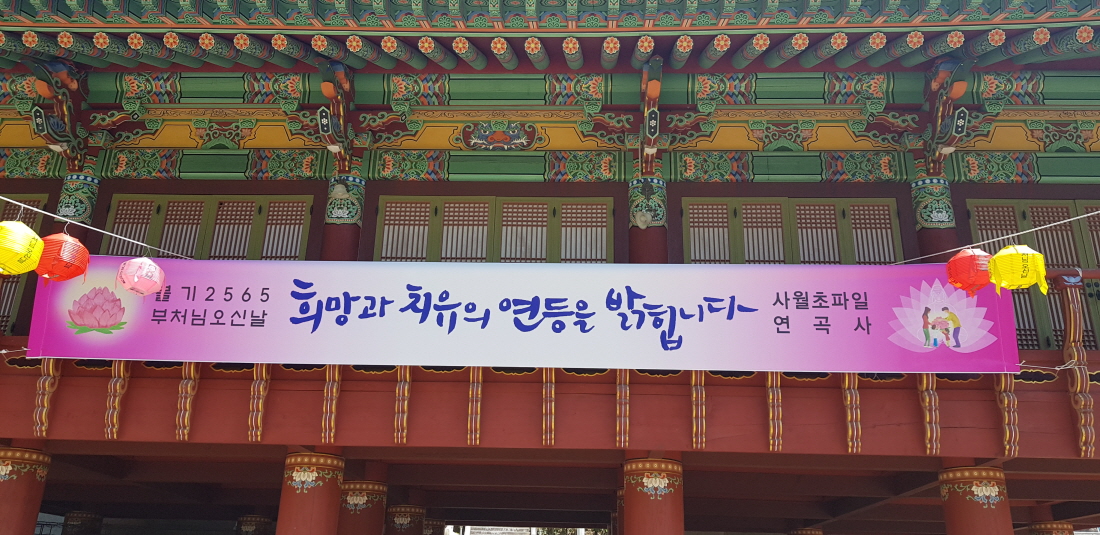 불기2565
부처님오신날
희망과 치유의 연등을 밝힙니다
사월초파일
연곡사